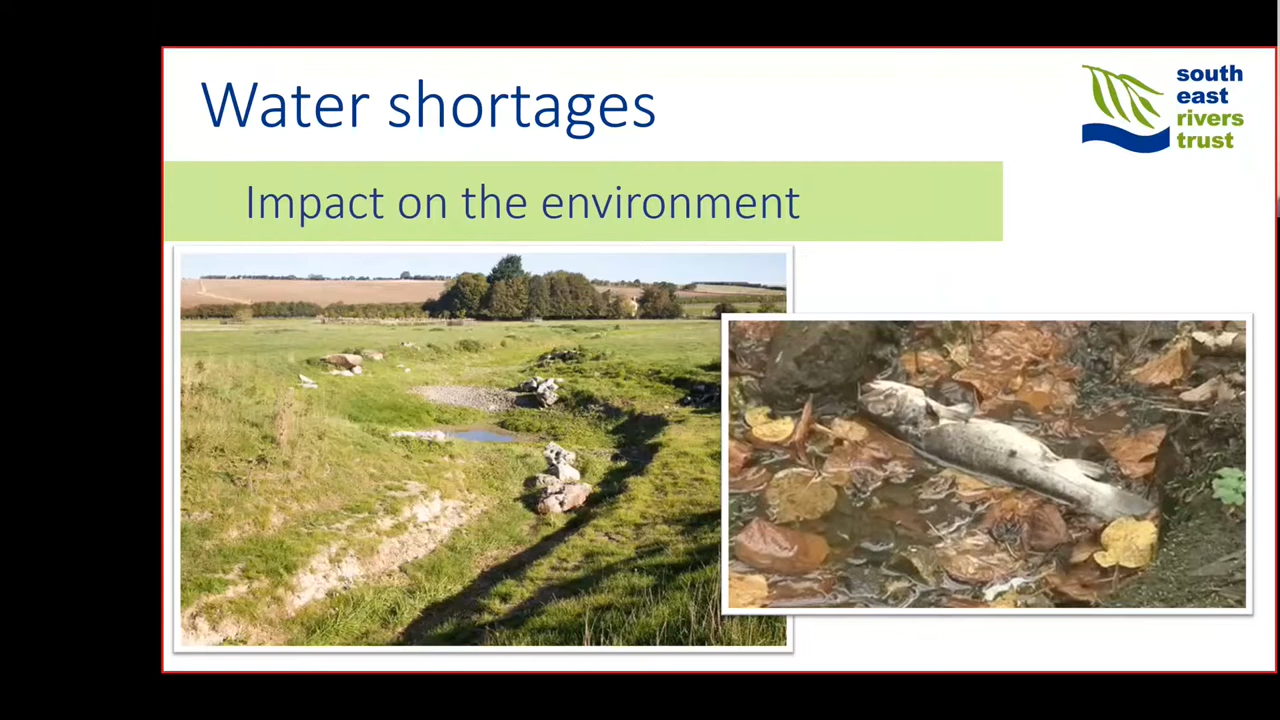 Water shortages
south
east
rivers
trust
Impact on the environment